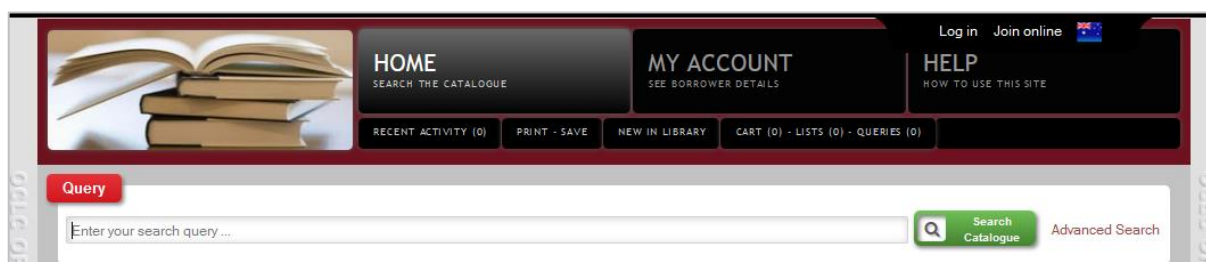 Log in Join online
HOME
SEARCH THE CATALOGUE
MY ACCOUNT
SEE BORROWER DETAILS
HELP
HOW TO USE THIS SITE
RECENT ACTIVITY (0)
PRINT - SAVE
NEW IN LIBRARY
CART (0) - LISTS (0) - QUERIES (0)
Query
Enter your search query ...
Search
Catalogue
Advanced Search
OCLC